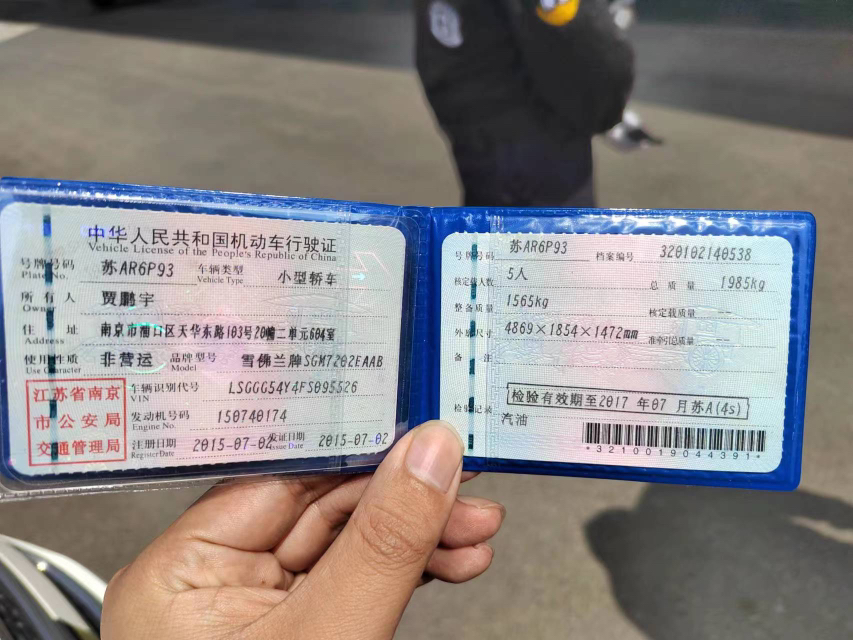 中华人民共和国机动车行驶证
Vehicle License of the People's Republic of China
号牌号码 苏AR6P93 车辆类型 小型轿车
Plate No. Vehicle Type
所有人 贾鹏宇
Owner
住址 南京市浦口区天华东路103号20幢二单元604室
Address
使用性质 非营运 品牌型号 雪佛兰牌SGM7202EAAB
Use Character Model
江苏省南京
市公安局
交通管理局
车辆识别代号 LSGGG54Y4FS095526
VIN
发动机号码 150740174
Engine No.
注册日期 2015-07-02 发证日期 2015-07-02
Register Date Issue Date
号牌号码 苏AR6P93 档案编号 320102140538
核定载人数 5人 总质量 1985kg
整备质量 1565kg 核定载质量 --
外廓尺寸 4869×1854×1472mm 准牵引总质量 --
备注
检验有效期至2017 年07 月苏A(4s)
检验记录
汽油
*3210019044391*